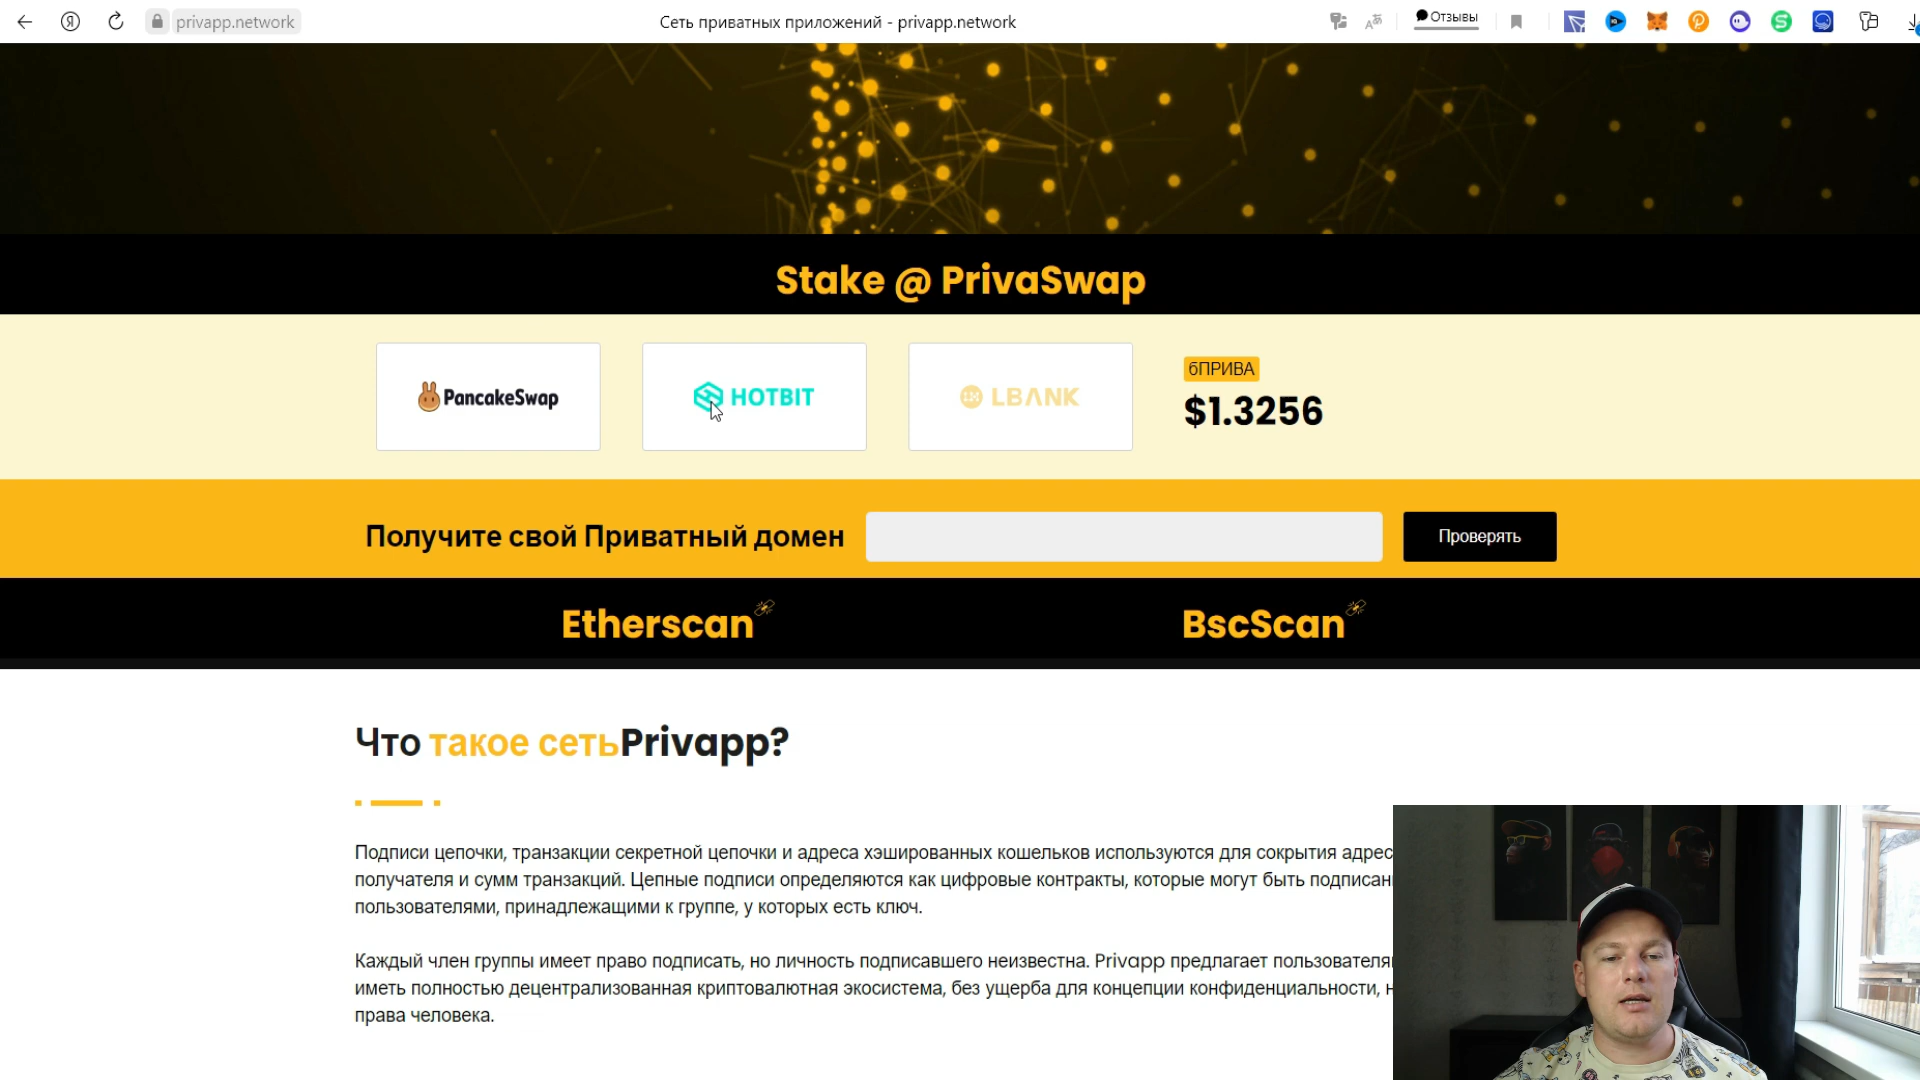 privapp.network
Сеть приватных приложений - privapp.network
Отзывы
Stake @ PrivaSwap
PancakeSwap
HOTBIT
LBANK
бПРИВА
$1.3256
Получите свой Приватный домен
Проверять
Etherscan
BscScan
Что такое сетьPrivapp?
Подписи цепочки, транзакции секретной цепочки и адреса хэшированных кошельков используются для сокрытия адрес
получателя и сумм транзакций. Цепные подписи определяются как цифровые контракты, которые могут быть подписан
пользователями, принадлежащими к группе, у которых есть ключ.
Каждый член группы имеет право подписать, но личность подписавшего неизвестна. Privapp предлагает пользователя
иметь полностью децентрализованная криптовалютная экосистема, без ущерба для концепции конфиденциальности, н
права человека.